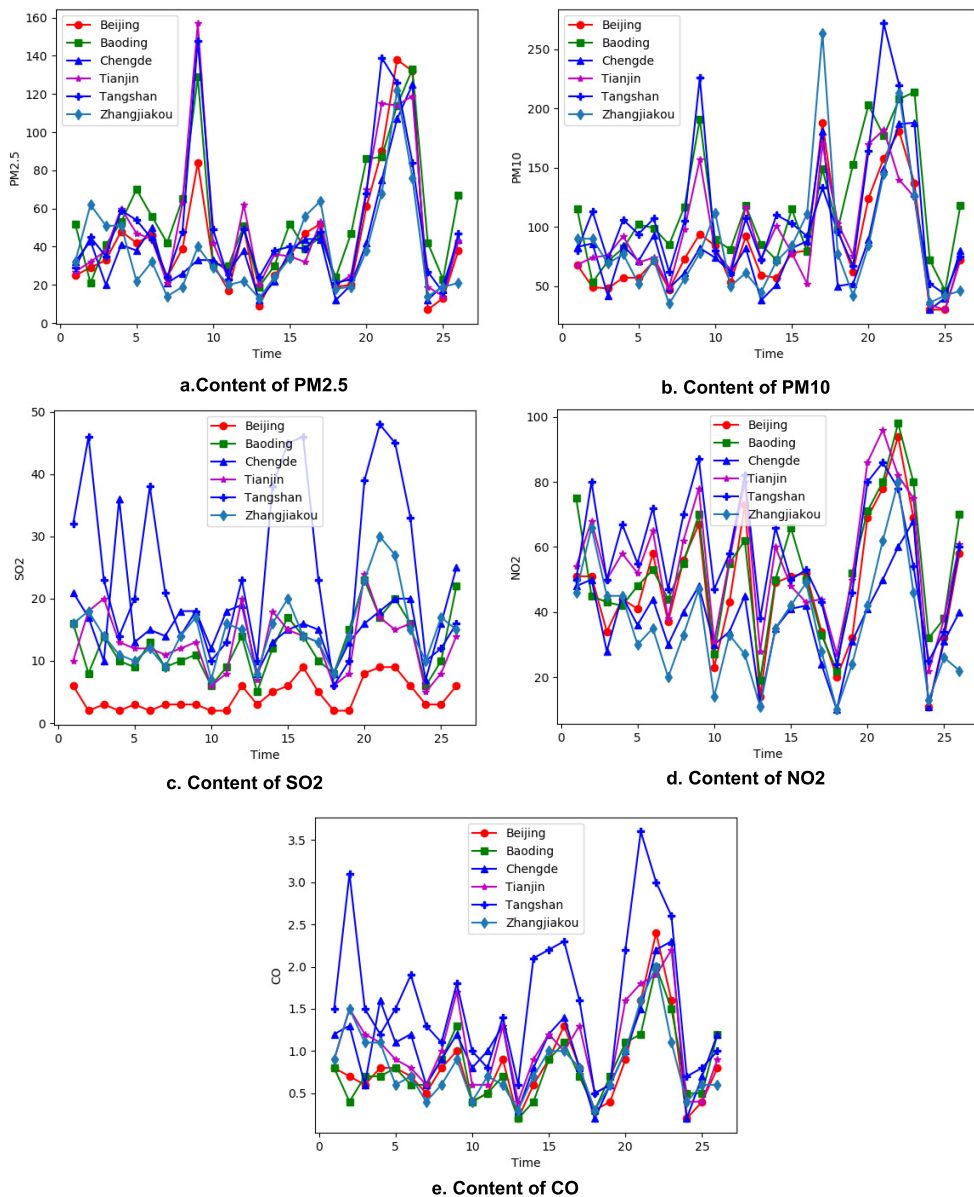 160
140
120
100
80
60
40
20
0
PM2.5
Beijing
Baoding
Chengde
Tianjin
Tangshan
Zhangjiakou
0 5 10 15 20 25
Time
a.Content of PM2.5
250
200
150
100
50
PM10
Beijing
Baoding
Chengde
Tianjin
Tangshan
Zhangjiakou
0 5 10 15 20 25
Time
b. Content of PM10
50
40
30
20
10
0
SO2
Beijing
Baoding
Chengde
Tianjin
Tangshan
Zhangjiakou
0 5 10 15 20 25
Time
c. Content of SO2
100
80
60
40
20
NO2
Beijing
Baoding
Chengde
Tianjin
Tangshan
Zhangjiakou
0 5 10 15 20 25
Time
d. Content of NO2
3.5
3.0
2.5
2.0
1.5
1.0
0.5
CO
Beijing
Baoding
Chengde
Tianjin
Tangshan
Zhangjiakou
0 5 10 15 20 25
Time
e. Content of CO